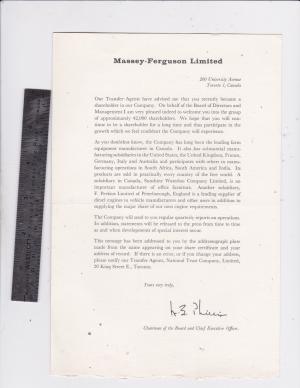 Massey-Ferguson Limited
200 University Avenue
Toronto 1, Canada
Our Transfer Agents have advised me that you recently became a
shareholder in our Company. On behalf of the Board of Directors and
Management I am very pleased indeed to welcome you into the group
of approximately 42,000 shareholders. We hope that you will con-
tinue to be a shareholder for a long time and thus participate in the
growth which we feel confident the Company will experience.
As you doubtless know, the Company has long been the leading farm
equipment manufacturer in Canada. It also has substantial manu-
facturing subsidiaries in the United States, the United Kingdom, France,
Germany, Italy and Australia and participates with others in manu-
facturing operations in South Africa, South America and India. Its
products are sold in practically every country of the free world. A
subsidiary in Canada, Sunshine Waterloo Company Limited, is an
important manufacturer of office furniture. Another subsidiary,
F. Perkins Limited of Peterborough, England is a leading supplier of
diesel engines to vehicle manufacturers and other users in addition to
supplying the major share of our own engine requirements.
The Company will send to you regular quarterly reports on operations.
In addition, statements will be released to the press from time to time
as and when developments of special interest occur.
This message has been addressed to you by the addressograph plate
made from the name appearing on your share certificate and your
address of record. If there is an error, or if you change your address,
please notify our Transfer Agents, National Trust Company, Limited,
20 King Street E., Toronto.
Yours very truly,
Chairman of the Board and Chief Executive Officer.